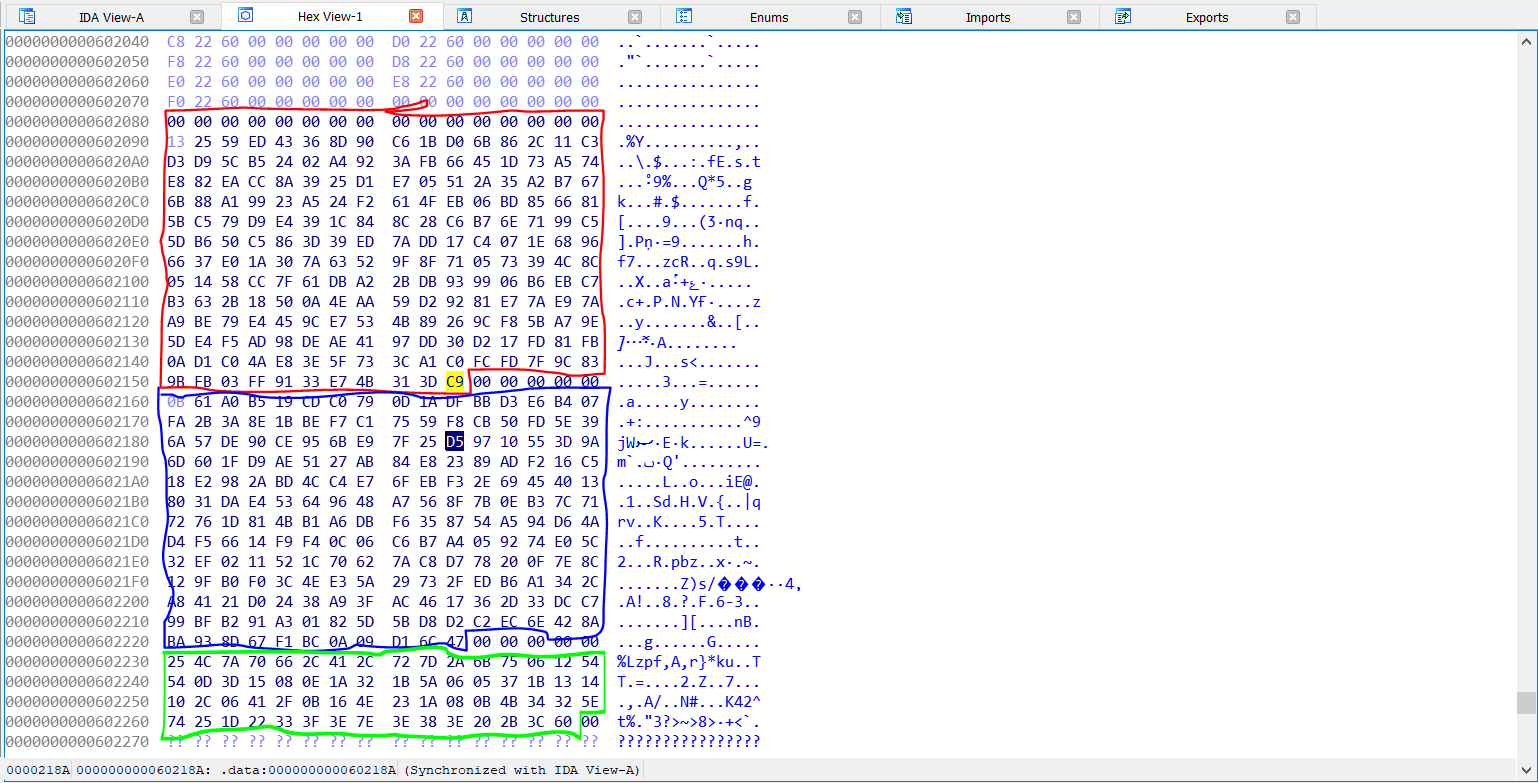 IDA View-A Hex View-1 Structures Enums Imports Exports
0000000000602040 C8 22 60 00 00 00 00 00 D0 22 60 00 00 00 00 00 ..`.......`.....
0000000000602050 F8 22 60 00 00 00 00 00 D8 22 60 00 00 00 00 00 ."`.......`.....
0000000000602060 E0 22 60 00 00 00 00 00 E8 22 60 00 00 00 00 00 ................
0000000000602070 F0 22 60 00 00 00 00 00 00 00 00 00 00 00 00 00 ................
0000000000602080 00 00 00 00 00 00 00 00 00 00 00 00 00 00 00 00 ................
0000000000602090 13 25 59 ED 43 36 8D 90 C6 1B D0 6B 86 2C 11 C3 .%Y..........,..
00000000006020A0 D3 D9 5C B5 24 02 A4 92 3A FB 66 45 1D 73 A5 74 ..\.$...:.fE.s.t
00000000006020B0 E8 82 EA CC 8A 39 25 D1 E7 05 51 2A 35 A2 B7 67
00000000006020C0 6B 88 A1 99 23 A5 24 F2 61 4F EB 06 BD 85 66 81 k...#.$.......f.
00000000006020D0 5B C5 79 D9 E4 39 1C 84 8C 28 C6 B7 6E 71 99 C5 [....9...(3·nq..
00000000006020E0 5D B6 50 C5 86 3D 39 ED 7A DD 17 C4 07 1E 68 96 ].Pņ·=9.......h.
00000000006020F0 66 37 E0 1A 30 7A 63 52 9F 8F 71 05 73 39 4C 8C f7...zcR..q.s9L.
0000000000602100 05 14 58 CC 7F 61 DB A2 2B DB 93 99 06 B6 EB C7
0000000000602110 B3 63 2B 18 50 0A 4E AA 59 D2 92 81 E7 7A E9 7A .c+.P.N.YҒ·....z
0000000000602120 A9 BE 79 E4 45 9C E7 53 4B 89 26 9C F8 5B A7 9E ..y.......&..[..
0000000000602130 5D E4 F5 AD 98 DE AE 41 97 DD 30 D2 17 FD 81 FB
0000000000602140 0A D1 C0 4A E8 3E 5F 73 3C A1 C0 FC FD 7F 9C 83 ...J...s<.......
0000000000602150 9B FB 03 FF 91 33 E7 4B 31 3D C9 00 00 00 00 00 .....3...=......
0000000000602160 0B 61 A0 B5 19 CD C0 79 0D 1A DF BB D3 E6 B4 07 .a.....y........
0000000000602170 FA 2B 3A 8E 1B BE F7 C1 75 59 F8 CB 50 FD 5E 39 .+:...........^9
0000000000602180 6A 57 DE 90 CE 95 6B E9 7F 25 D5 97 10 55 3D 9A
0000000000602190 6D 60 1F D9 AE 51 27 AB 84 E8 23 89 AD F2 16 C5
00000000006021A0 18 E2 98 2A BD 4C C4 E7 6F EB F3 2E 69 45 40 13 .....L..o...iE@.
00000000006021B0 80 31 DA E4 53 64 96 48 A7 56 8F 7B 0E B3 7C 71 .1..Sd.H.V.{..|q
00000000006021C0 72 76 1D 81 4B B1 A6 DB F6 35 87 54 A5 94 D6 4A rv..K....5.T....
00000000006021D0 D4 F5 66 14 F9 F4 0C 06 C6 B7 A4 05 92 74 E0 5C ..f..........t..
00000000006021E0 32 EF 02 11 52 1C 70 62 7A C8 D7 78 20 0F 7E 8C 2...R.pbz..x·.~.
00000000006021F0 12 9F B0 F0 3C 4E E3 5A 29 73 2F ED B6 A1 34 2C .......Z)s/���··4,
0000000000602200 A8 41 21 D0 24 38 A9 3F AC 46 17 36 2D 33 DC C7 .A!..8.?.F.6-3..
0000000000602210 99 BF B2 91 A3 01 82 5D 5B D8 D2 C2 EC 6E 42 8A .......][....nB.
0000000000602220 BA 93 8D 67 F1 BC 0A 09 D1 6C 47 00 00 00 00 00 ...g......G.....
0000000000602230 25 4C 7A 70 66 2C 41 2C 72 7D 2A 6B 75 06 12 54 %Lzpf,A,r}*ku..T
0000000000602240 54 0D 3D 15 08 0E 1A 32 1B 5A 06 05 37 1B 13 14 T.=....2.Z..7...
0000000000602250 10 2C 06 41 2F 0B 16 4E 23 1A 08 0B 4B 34 32 5E .,.A/..N#...K42^
0000000000602260 74 25 1D 22 33 3F 3E 7E 3E 38 3E 20 2B 3C 60 00 t%."3?>~>8>·+<`.
0000000000602270 ?? ?? ?? ?? ?? ?? ?? ?? ?? ?? ?? ?? ?? ?? ?? ?? ????????????????
0000218A 000000000060218A: .data:000000000060218A (Synchronized with IDA View-A)